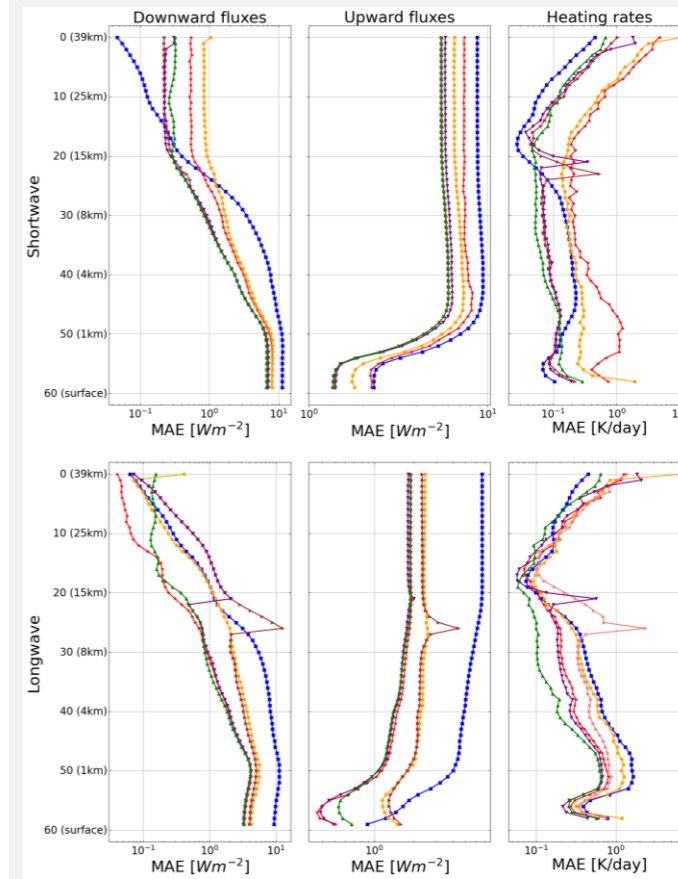 Downward fluxes Upward fluxes Heating rates
Shortwave
0 (39km)
10 (25km)
20 (15km)
30 (8km)
40 (4km)
50 (1km)
60 (surface)
10⁻¹ 10⁰ 10¹ 10⁰ 10¹ 10⁻¹ 10⁰
MAE [Wm⁻²] MAE [Wm⁻²] MAE [K/day]
Longwave
0 (39km)
10 (25km)
20 (15km)
30 (8km)
40 (4km)
50 (1km)
60 (surface)
10⁻¹ 10⁰ 10¹ 10⁰ 10⁻¹ 10⁰
MAE [Wm⁻²] MAE [Wm⁻²] MAE [K/day]